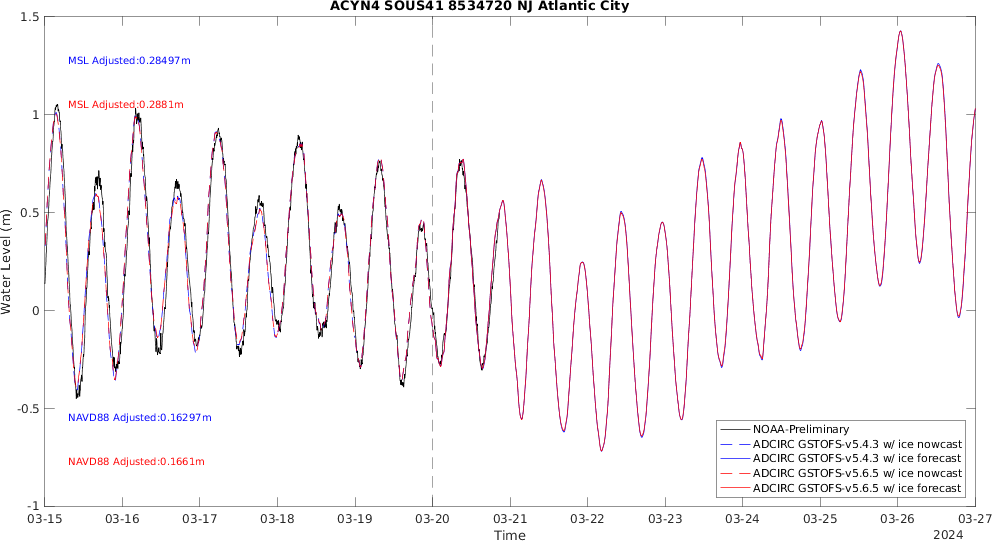 ACYN4 SOUS41 8534720 NJ Atlantic City
1.5
1
0.5
0
-0.5
-1
Water Level (m)
MSL Adjusted:0.28497m
MSL Adjusted:0.2881m
NAVD88 Adjusted:0.16297m
NAVD88 Adjusted:0.1661m
NOAA-Preliminary
ADCIRC GSTOFS-v5.4.3 w/ ice nowcast
ADCIRC GSTOFS-v5.4.3 w/ ice forecast
ADCIRC GSTOFS-v5.6.5 w/ ice nowcast
ADCIRC GSTOFS-v5.6.5 w/ ice forecast
03-15 03-16 03-17 03-18 03-19 03-20 03-21 03-22 03-23 03-24 03-25 03-26 03-27
Time
2024